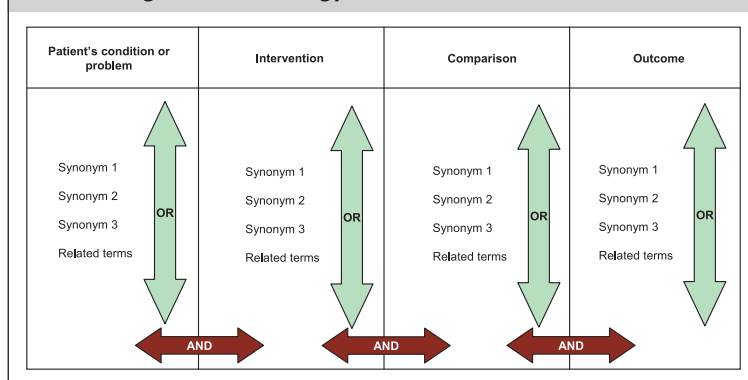 Patient's condition or
problem
Intervention
Comparison
Outcome
Synonym 1
Synonym 2
Synonym 3
Related terms
OR
Synonym 1
Synonym 2
Synonym 3
Related terms
OR
Synonym 1
Synonym 2
Synonym 3
Related terms
OR
Synonym 1
Synonym 2
Synonym 3
Related terms
OR
AND
AND
AND